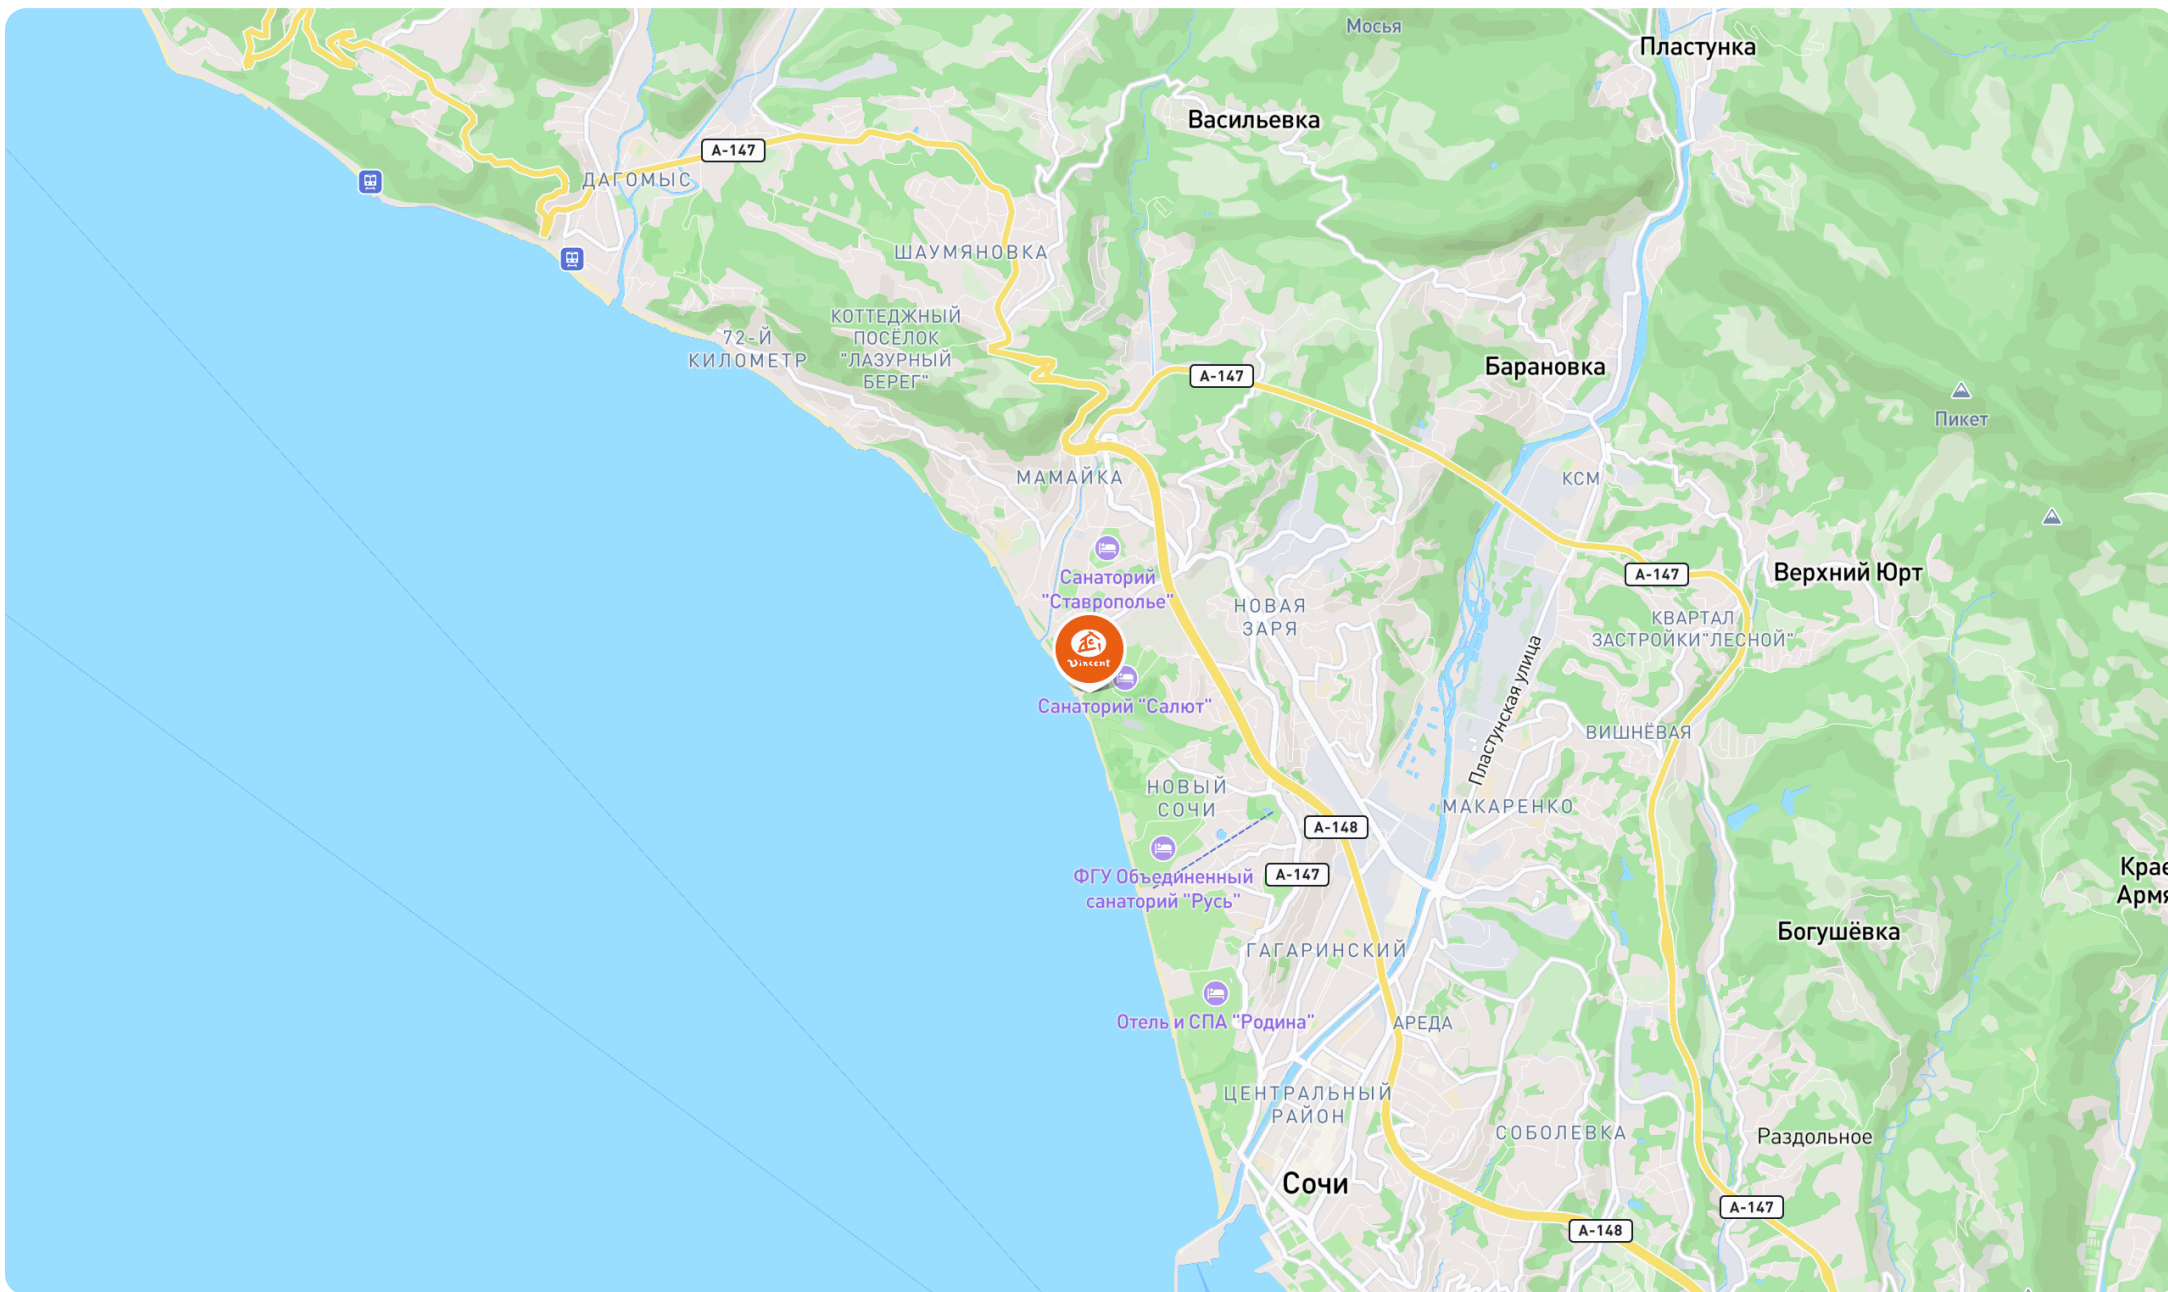 Мосья
Пластунка
Васильевка
А-147
ДАГОМЫС
ШАУМЯНОВКА
КОТТЕДЖНЫЙ
ПОСЁЛОК
"ЛАЗУРНЫЙ
БЕРЕГ"
72-Й
КИЛОМЕТР
А-147
Барановка
Пикет
МАМАЙКА
КСМ
Санаторий
"Ставрополье"
А-147
Верхний Юрт
НОВАЯ
ЗАРЯ
КВАРТАЛ
ЗАСТРОЙКИ"ЛЕСНОЙ"
Vincent
Санаторий "Салют"
Пластунская улица
ВИШНЁВАЯ
НОВЫЙ
СОЧИ
МАКАРЕНКО
А-148
А-147
ФГУ Объединенный
санаторий "Русь"
Крае
Армя
Богушёвка
ГАГАРИНСКИЙ
Отель и СПА "Родина"
АРЕДА
ЦЕНТРАЛЬНЫЙ
РАЙОН
СОБОЛЕВКА
Раздольное
Сочи
А-147
А-148